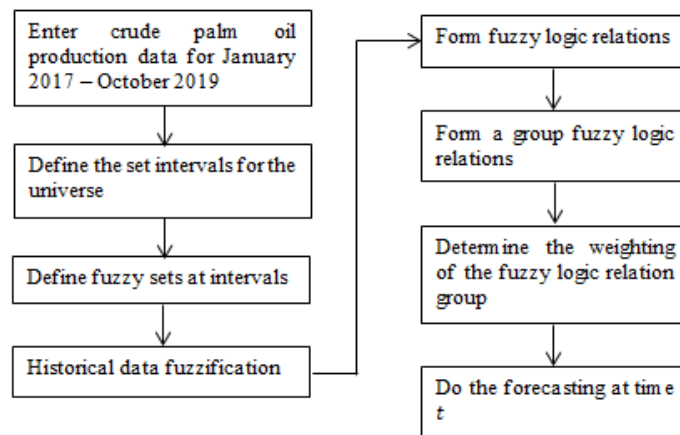 Enter crude palm oil
production data for January
2017 – October 2019
Define the set intervals for the
universe
Define fuzzy sets at intervals
Historical data fuzzification
Form fuzzy logic relations
Form a group fuzzy logic
relations
Determine the weighting
of the fuzzy logic relation
group
Do the forecasting at time
t